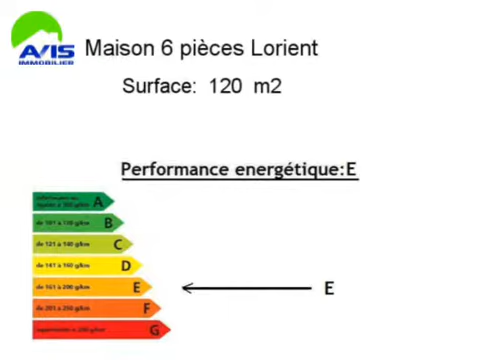 AVIS
IMMOBILIER
Maison 6 pièces Lorient
Surface: 120 m2
Performance energétique:E
A
de 101 à 120 g/km B
de 121 à 140 g/km C
de 141 à 160 g/km D
de 161 à 200 g/km E
E
de 201 à 250 g/km F
G